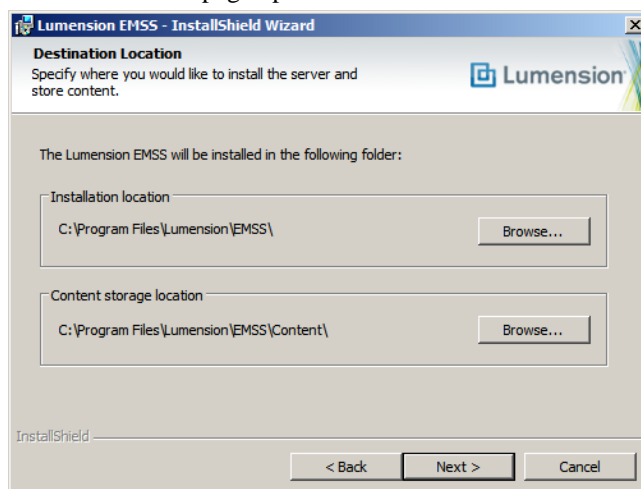 Lumension EMSS - InstallShield Wizard
Destination Location
Specify where you would like to install the server and
store content.
Lumension
The Lumension EMSS will be installed in the following folder:
Installation location
C:\Program Files\Lumension\EMSS\
Browse...
Content storage location
C:\Program Files\Lumension\EMSS\Content\
Browse...
InstallShield
< Back
Next >
Cancel